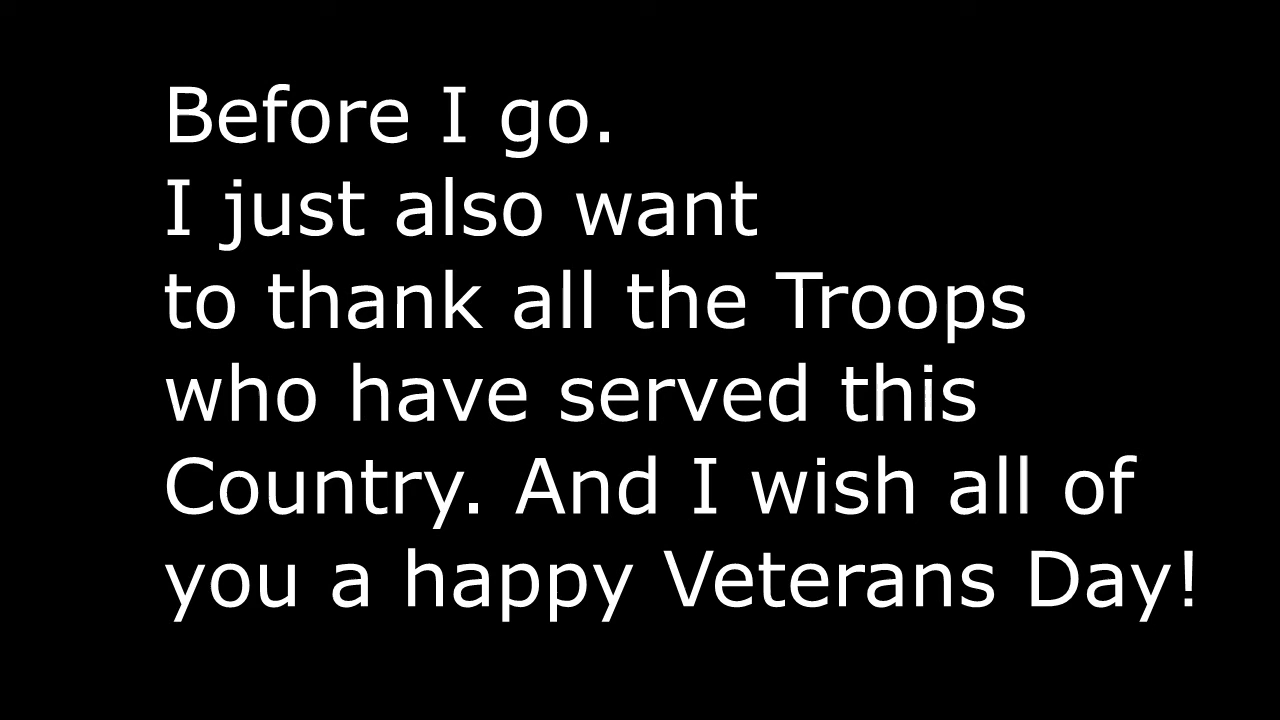 Before I go.
I just also want
to thank all the Troops
who have served this
Country. And I wish all of
you a happy Veterans Day!